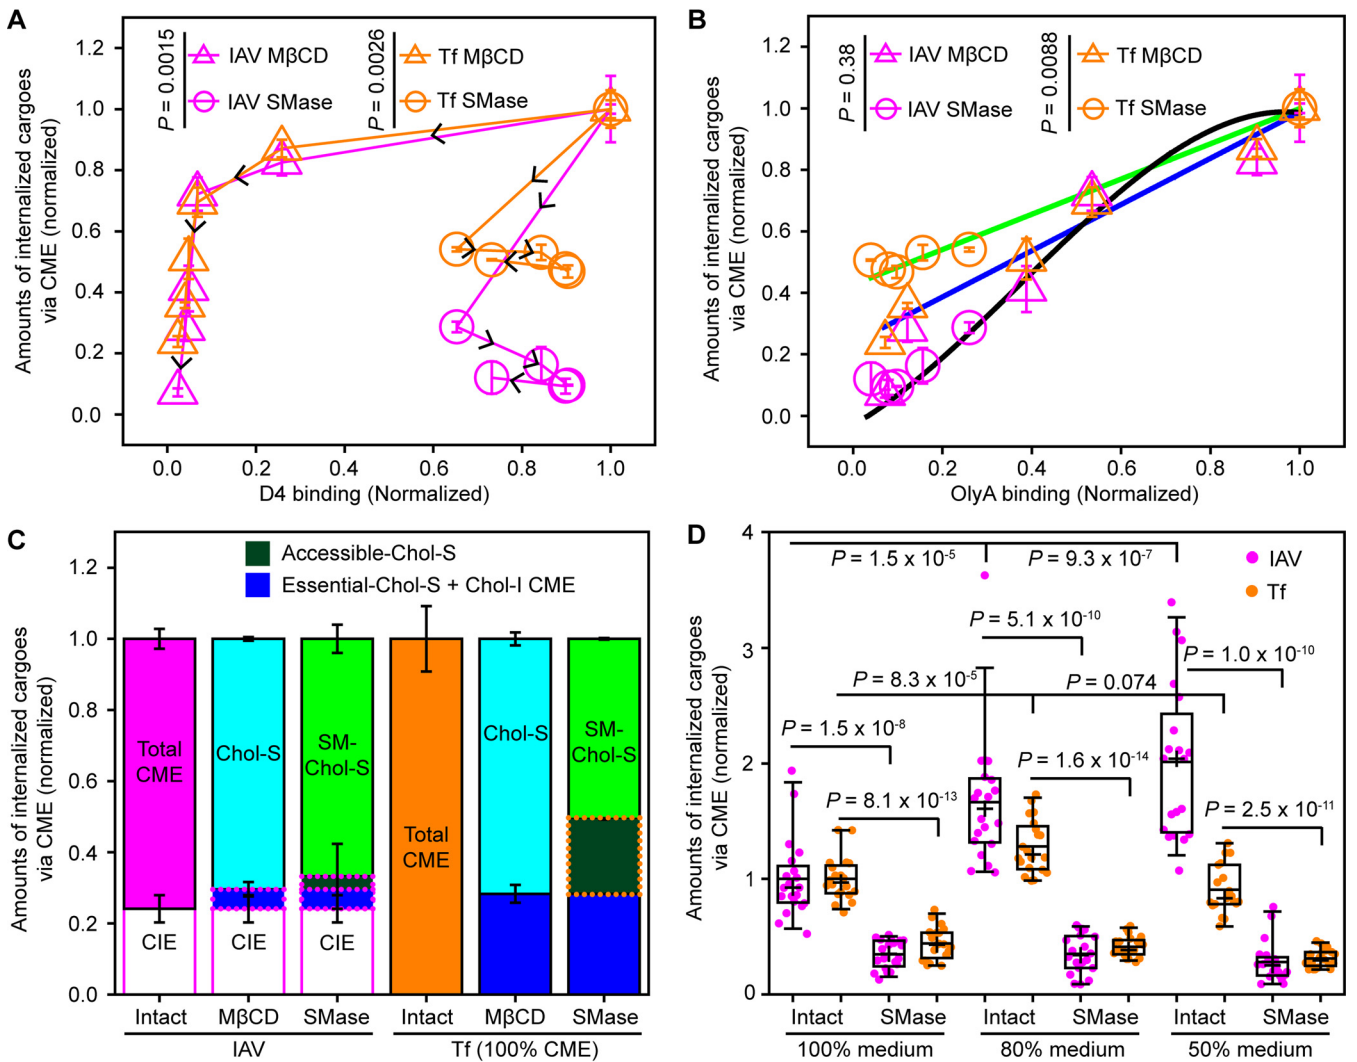 A
P = 0.0015
IAV MβCD
IAV SMase
P = 0.0026
Tf MβCD
Tf SMase
Amounts of internalized cargoes
via CME (normalized)
1.2
1.0
0.8
0.6
0.4
0.2
0.0
0.0 0.2 0.4 0.6 0.8 1.0
D4 binding (Normalized)
B
P = 0.38
IAV MβCD
IAV SMase
P = 0.0088
Tf MβCD
Tf SMase
Amounts of internalized cargoes
via CME (normalized)
1.2
1.0
0.8
0.6
0.4
0.2
0.0
0.0 0.2 0.4 0.6 0.8 1.0
OlyA binding (Normalized)
C
Accessible-Chol-S
Essential-Chol-S + Chol-I CME
Amounts of internalized cargoes
via CME (normalized)
1.2
1.0
0.8
0.6
0.4
0.2
0.0
Total
CME
CIE
Chol-S
CIE
SM-
Chol-S
CIE
Total
CME
Chol-S
SM-
Chol-S
Intact MβCD SMase Intact MβCD SMase
IAV Tf (100% CME)
D
Amounts of internalized cargoes
via CME (normalized)
4
3
2
1
0
IAV
Tf
P = 1.5 x 10-5
P = 9.3 x 10-7
P = 5.1 x 10-10
P = 1.0 x 10-10
P = 8.3 x 10-5
P = 0.074
P = 1.5 x 10-8
P = 1.6 x 10-14
P = 8.1 x 10-13
P = 2.5 x 10-11
Intact SMase Intact SMase Intact SMase
100% medium 80% medium 50% medium